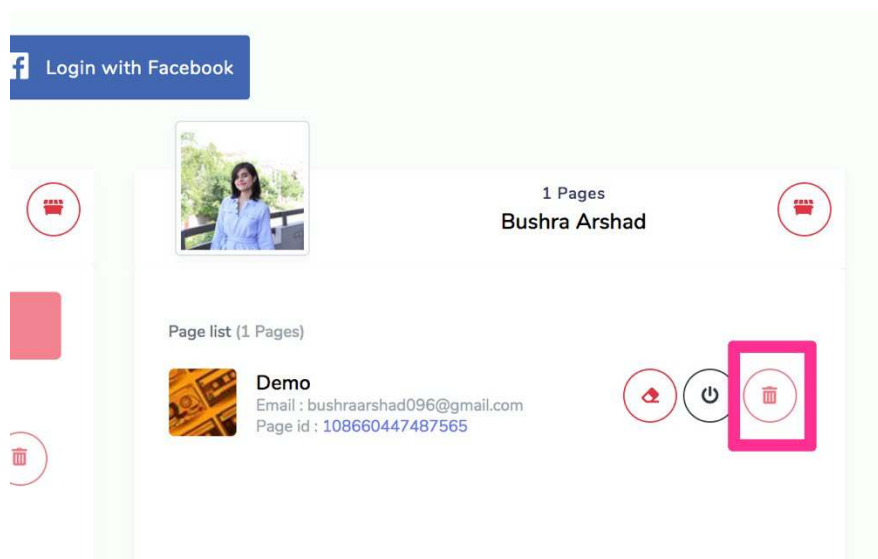 Login with Facebook
1 Pages
Bushra Arshad
Page list (1 Pages)
Demo
Email : bushraarshad096@gmail.com
Page id : 108660447487565